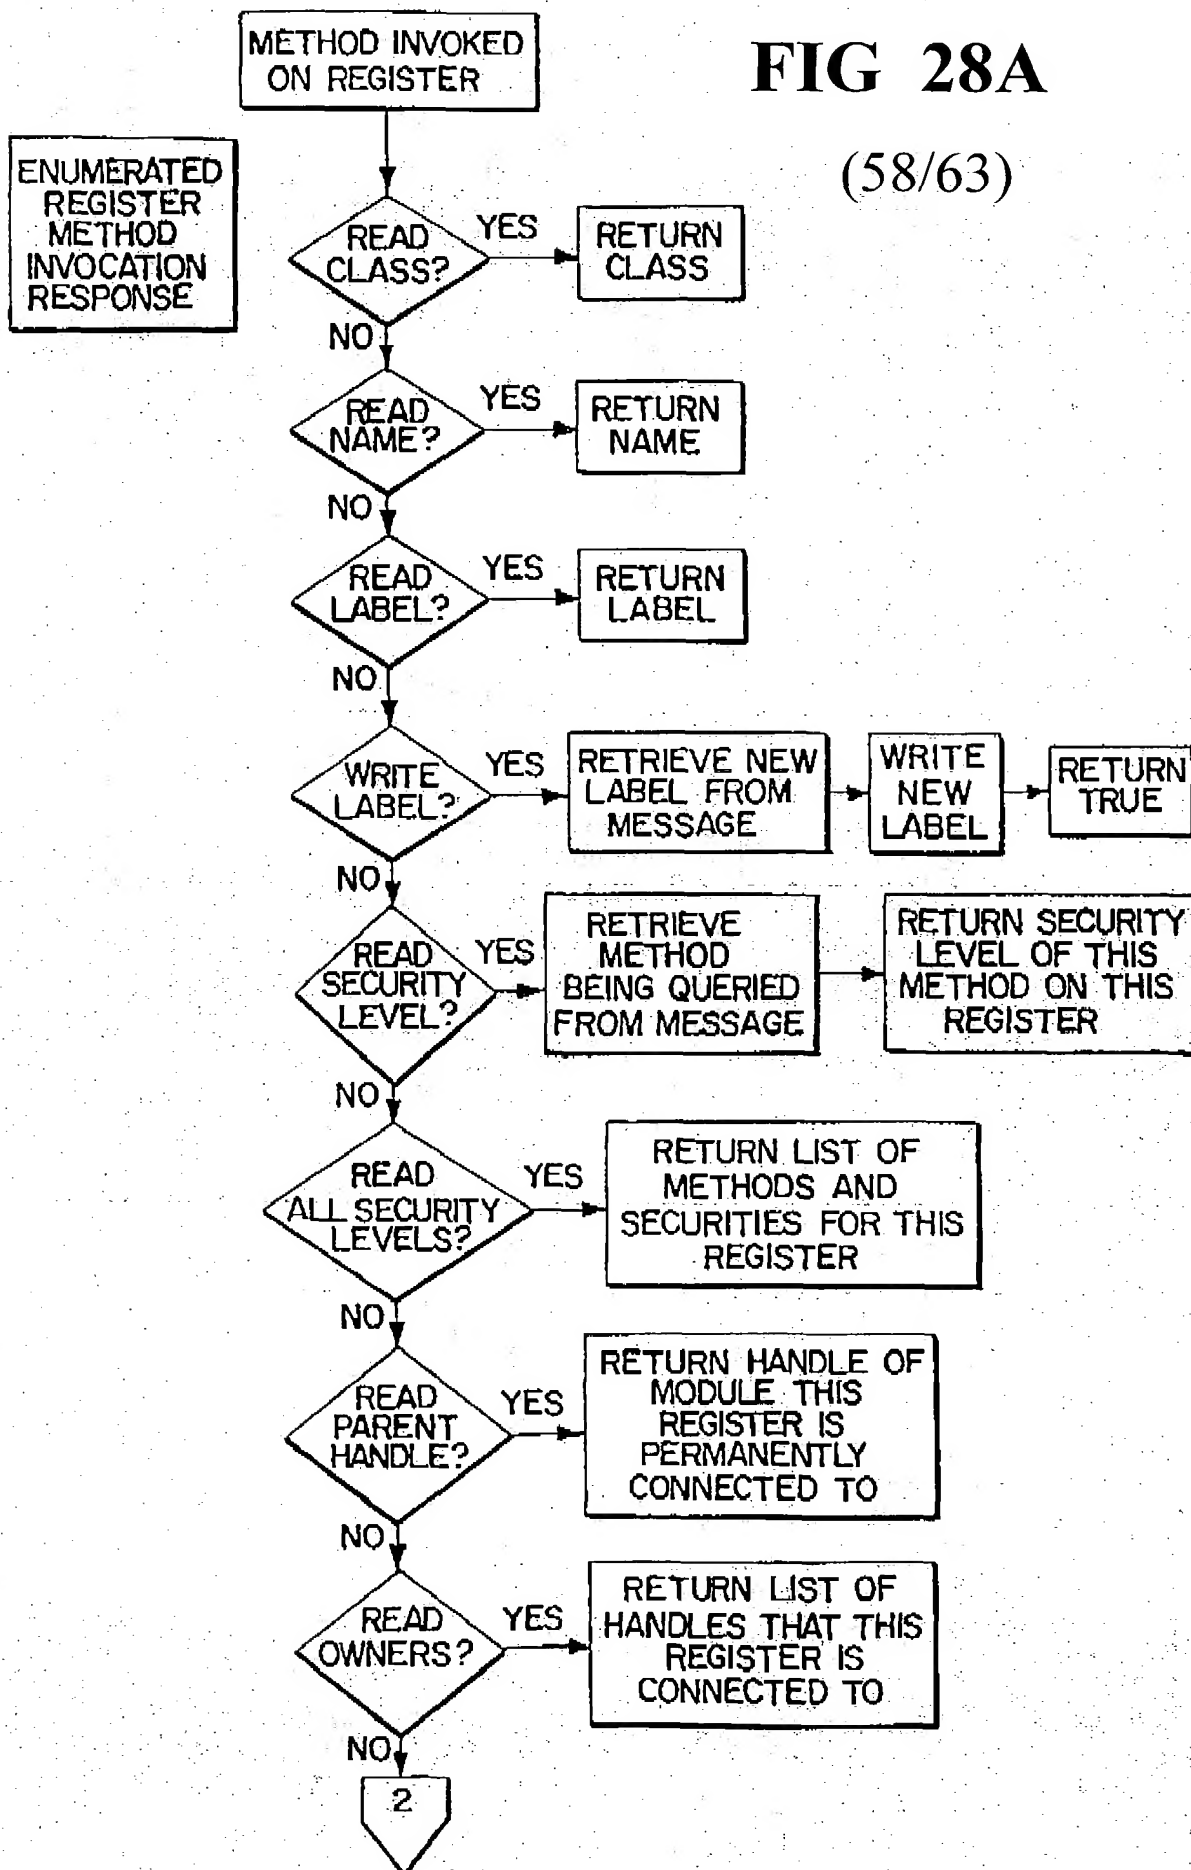 METHOD INVOKED
ON REGISTER
FIG 28A
(58/63)
ENUMERATED
REGISTER
METHOD
INVOCATION
RESPONSE
READ
CLASS?
YES
RETURN
CLASS
NO
READ
NAME?
YES
RETURN
NAME
NO
READ
LABEL?
YES
RETURN
LABEL
NO
WRITE
LABEL?
YES
RETRIEVE NEW
LABEL FROM
MESSAGE
WRITE
NEW
LABEL
RETURN
TRUE
NO
READ
SECURITY
LEVEL?
YES
RETRIEVE
METHOD
BEING QUERIED
FROM MESSAGE
RETURN SECURITY
LEVEL OF THIS
METHOD ON THIS
REGISTER
NO
READ
ALL SECURITY
LEVELS?
YES
RETURN LIST OF
METHODS AND
SECURITIES FOR THIS
REGISTER
NO
READ
PARENT
HANDLE?
YES
RETURN HANDLE OF
MODULE THIS
REGISTER IS
PERMANENTLY
CONNECTED TO
NO
READ
OWNERS?
YES
RETURN LIST OF
HANDLES THAT THIS
REGISTER IS
CONNECTED TO
NO
2